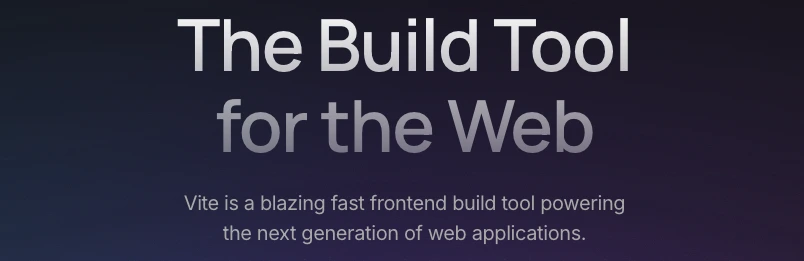 The Build Tool
for the Web
Vite is a blazing fast frontend build tool powering
the next generation of web applications.